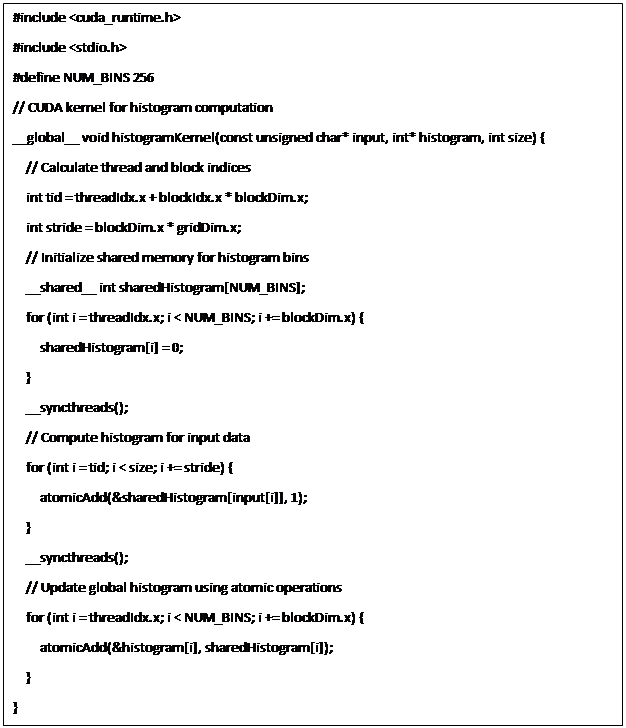 #include <cuda_runtime.h>
#include <stdio.h>
#define NUM_BINS 256
// CUDA kernel for histogram computation
__global__ void histogramKernel(const unsigned char* input, int* histogram, int size) {
    // Calculate thread and block indices
    int tid = threadIdx.x + blockIdx.x * blockDim.x;
    int stride = blockDim.x * gridDim.x;
    // Initialize shared memory for histogram bins
    __shared__ int sharedHistogram[NUM_BINS];
    for (int i = threadIdx.x; i < NUM_BINS; i += blockDim.x) {
        sharedHistogram[i] = 0;
    }
    __syncthreads();
    // Compute histogram for input data
    for (int i = tid; i < size; i += stride) {
        atomicAdd(&sharedHistogram[input[i]], 1);
    }
    __syncthreads();
    // Update global histogram using atomic operations
    for (int i = threadIdx.x; i < NUM_BINS; i += blockDim.x) {
        atomicAdd(&histogram[i], sharedHistogram[i]);
    }
}